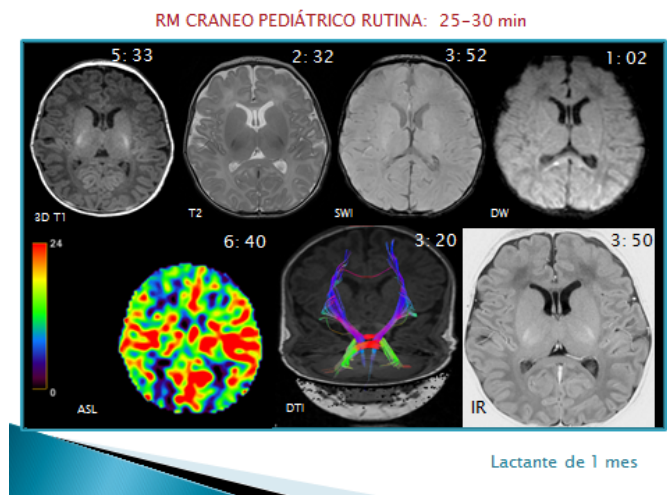 RM CRANEO PEDIÁTRICO RUTINA: 25-30 min
5: 33
2: 32
3: 52
1: 02
3D T1
T2
SWI
DW
24
6: 40
3: 20
3: 50
0
ASL
DTI
IR
Lactante de 1 mes